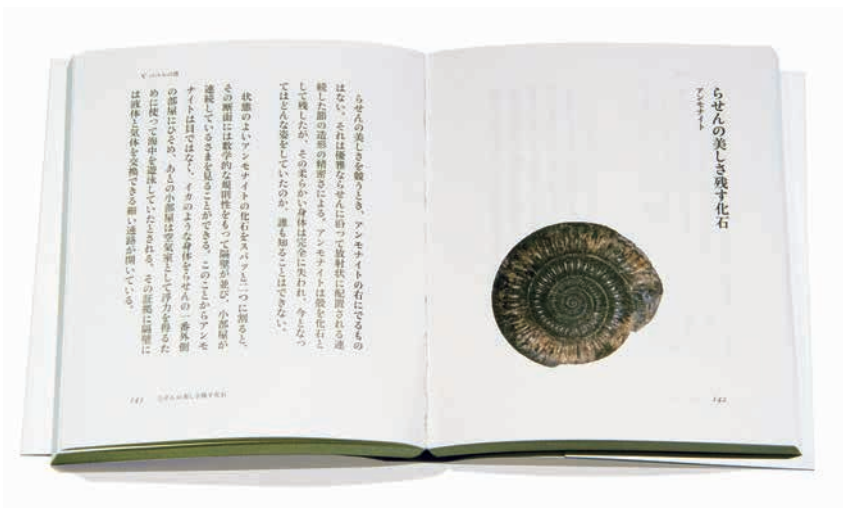 らせんの美しさ残す化石
アンモナイト
142
らせんの美しさを競うとき、アンモナイトの右にでるもの
はない。それは優雅ならせんに沿って放射状に配置される連
続した節の造形の精密さによる。アンモナイトは殻を化石と
して残したが、その柔らかい身体は完全に失われ、今となっ
てはどんな姿をしていたのか、誰も知ることはできない。
状態のよいアンモナイトの化石をスパッと二つに割ると、
その断面には数学的な規則性をもって隔壁が並び、小部屋が
連続しているさまを見ることができる。このことからアンモ
ナイトは貝ではなく、イカのような身体をらせんの一番外側
の部屋にひそめ、あとの小部屋は空気室として浮力を得るた
めに使って海中を遊泳していたとされる。その証拠に隔壁に
は液体と気体を交換できる細い連路が開いている。
143 らせんの美しさ残す化石